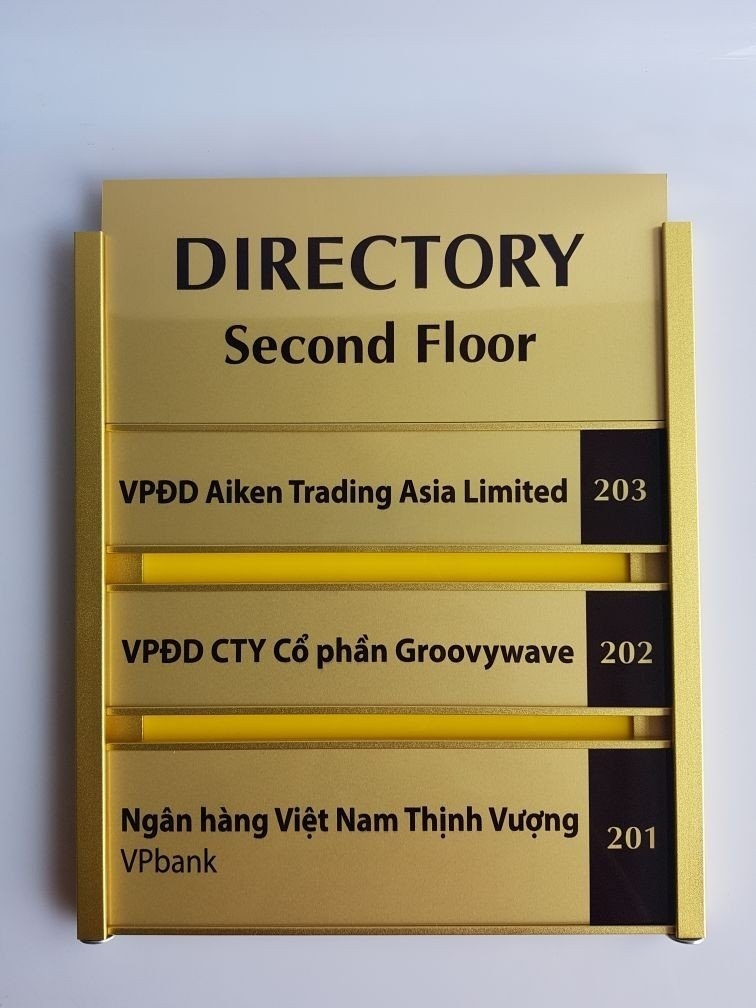 DIRECTORY
Second Floor
VPĐD Aiken Trading Asia Limited 203
VPĐD CTY Cổ phần Groovywave 202
Ngân hàng Việt Nam Thịnh Vượng 201
VPbank